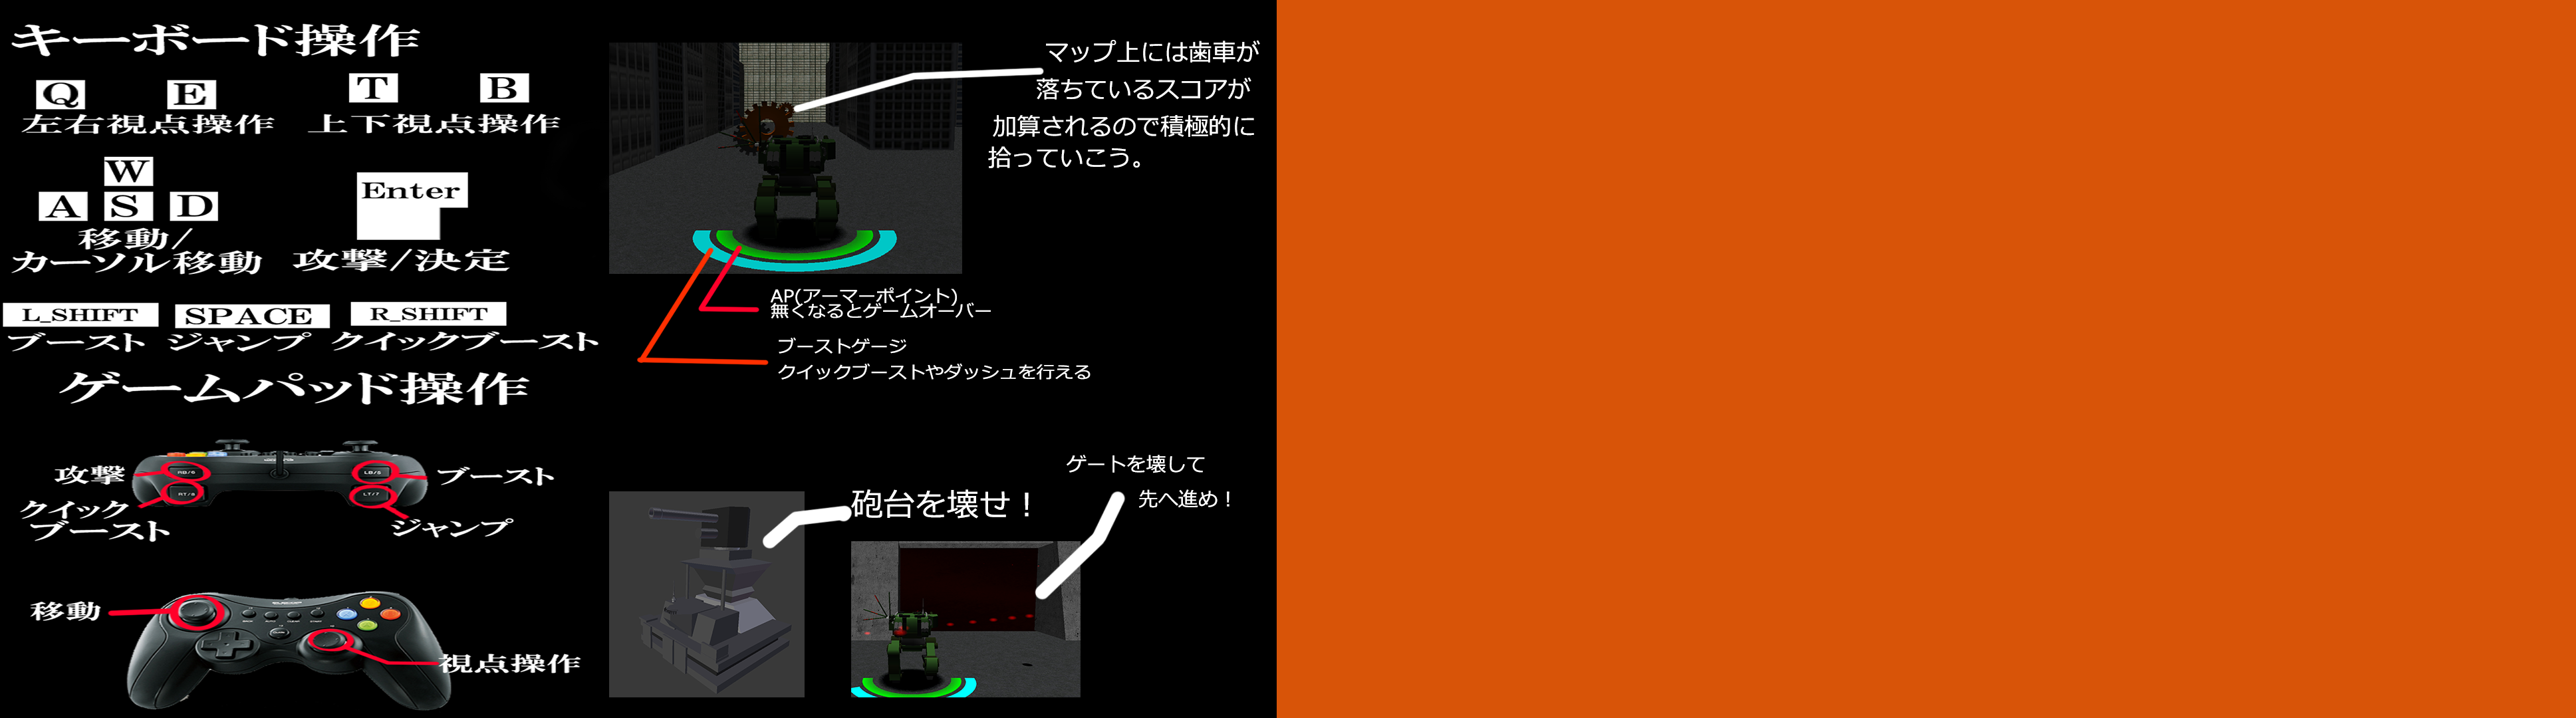 キーボード操作
Q E T B
左右視点操作 上下視点操作
W
A S D
Enter
移動/
カーソル移動 攻撃/決定
L_SHIFT SPACE R_SHIFT
ブースト ジャンプ クイックブースト
ゲームパッド操作
攻撃
RB/6
LB/5
ブースト
クイック
ブースト
LT/7
ジャンプ
移動
視点操作
マップ上には歯車が
落ちているスコアが
加算されるので積極的に
拾っていこう。
AP(アーマーポイント)
無くなるとゲームオーバー
ブーストゲージ
クイックブーストやダッシュを行える
砲台を壊せ！
ゲートを壊して
先へ進め！